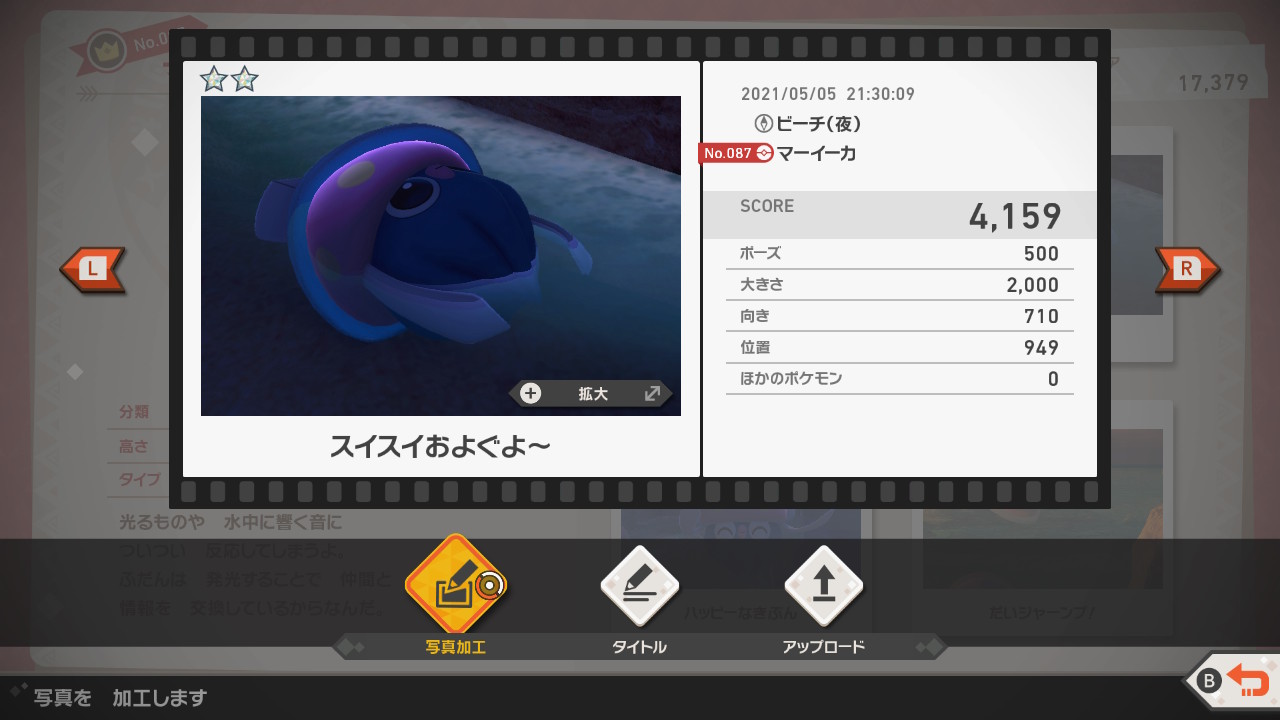 No.0
17,379
2021/05/05 21:30:09
ビーチ(夜)
No.087 マーイーカ
SCORE 4,159
ポーズ 500
大きさ 2,000
向き 710
位置 949
ほかのポケモン 0
拡大
スイスイおよぐよ～
L
R
分類
高さ
タイプ
光るものや 水中に響く音に
ついつい 反応してしまうよ。
ふだんは 発光することで 仲間と
情報を 交換しているからなんだ。
ハッピーなきぶん
だいジャーンプ!
写真加工
タイトル
アップロード
写真を 加工します
B